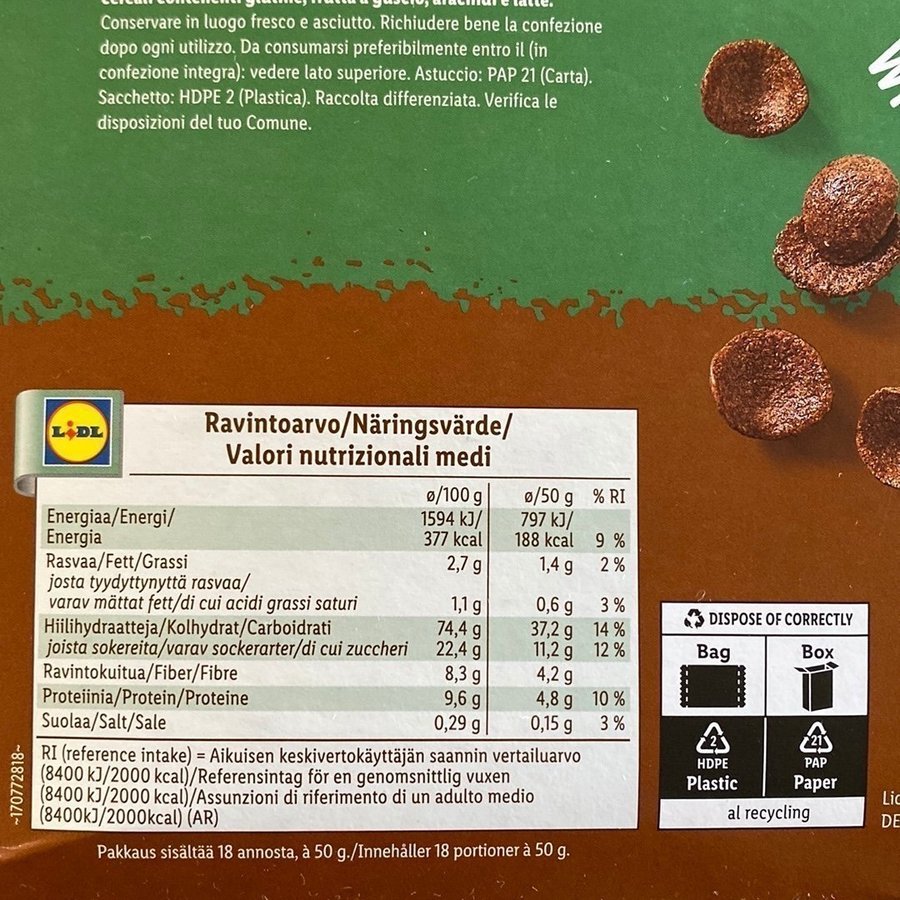 Cereali contenenti glutine, frutta a guscio, arachidi e latte.
Conservare in luogo fresco e asciutto. Richiudere bene la confezione
dopo ogni utilizzo. Da consumarsi preferibilmente entro il (in
confezione integra): vedere lato superiore. Astuccio: PAP 21 (Carta).
Sacchetto: HDPE 2 (Plastica). Raccolta differenziata. Verifica le
disposizioni del tuo Comune.
LIDL
Ravintoarvo/Näringsvärde/
Valori nutrizionali medi
ø/100 g ø/50 g % RI
Energiaa/Energi/ 1594 kJ/ 797 kJ/
Energia 377 kcal 188 kcal 9 %
Rasvaa/Fett/Grassi 2,7 g 1,4 g 2 %
josta tyydyttynyttä rasvaa/
varav mättat fett/di cui acidi grassi saturi 1,1 g 0,6 g 3 %
Hiilihydraatteja/Kolhydrat/Carboidrati 74,4 g 37,2 g 14 %
joista sokereita/varav sockerarter/di cui zuccheri 22,4 g 11,2 g 12 %
Ravintokuitua/Fiber/Fibre 8,3 g 4,2 g
Proteiinia/Protein/Proteine 9,6 g 4,8 g 10 %
Suolaa/Salt/Sale 0,29 g 0,15 g 3 %
RI (reference intake) = Aikuisen keskivertokäyttäjän saannin vertailuarvo
(8400 kJ/2000 kcal)/Referensintag för en genomsnittlig vuxen
(8400 kJ/2000 kcal)/Assunzioni di riferimento di un adulto medio
(8400kJ/2000kcal) (AR)
Pakkaus sisältää 18 annosta, à 50 g./Innehåller 18 portioner à 50 g.
~170772818~
DISPOSE OF CORRECTLY
Bag Box
2 21
HDPE PAP
Plastic Paper
al recycling
DE